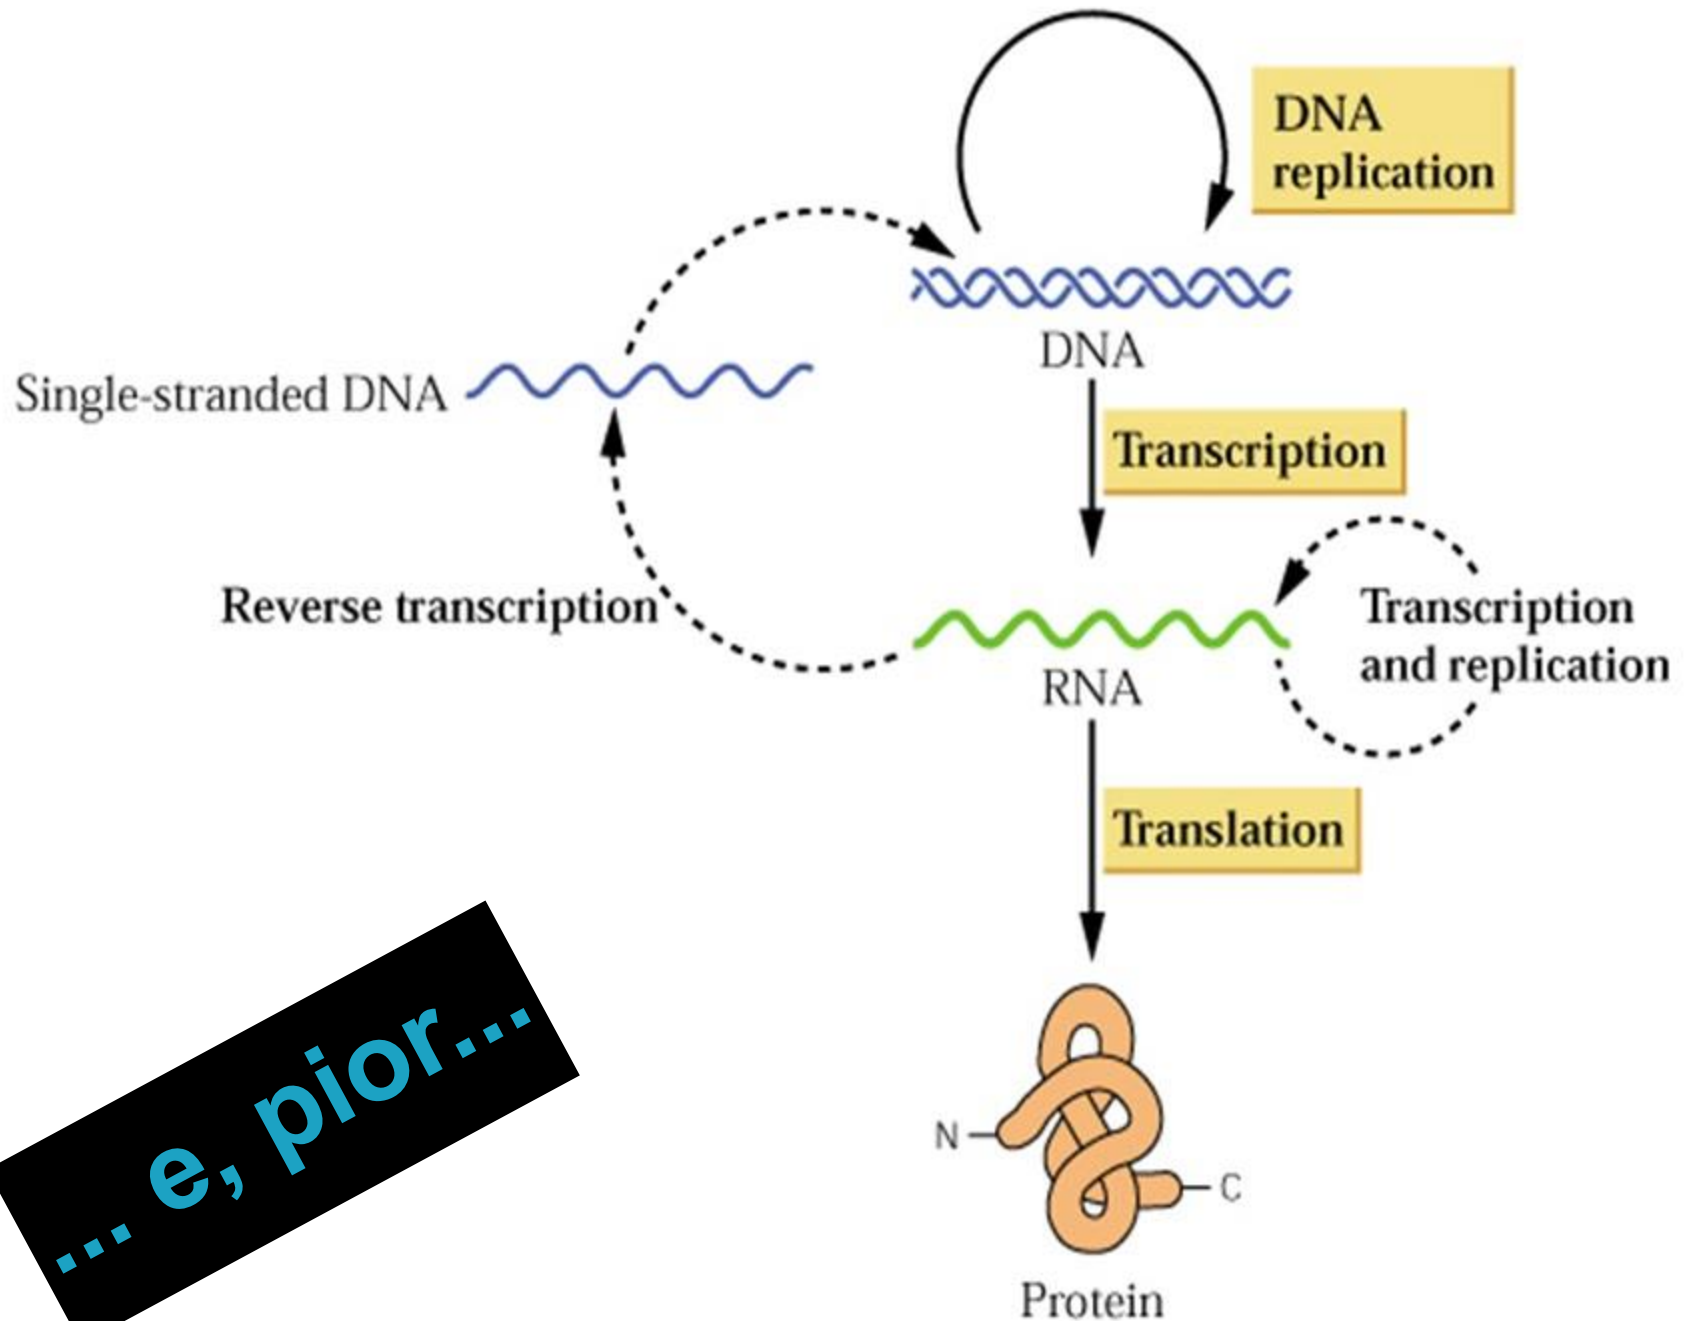 DNA
replication
DNA
Single-stranded DNA
Transcription
Reverse transcription
Transcription
and replication
RNA
Translation
... e, pior...
N
C
Protein